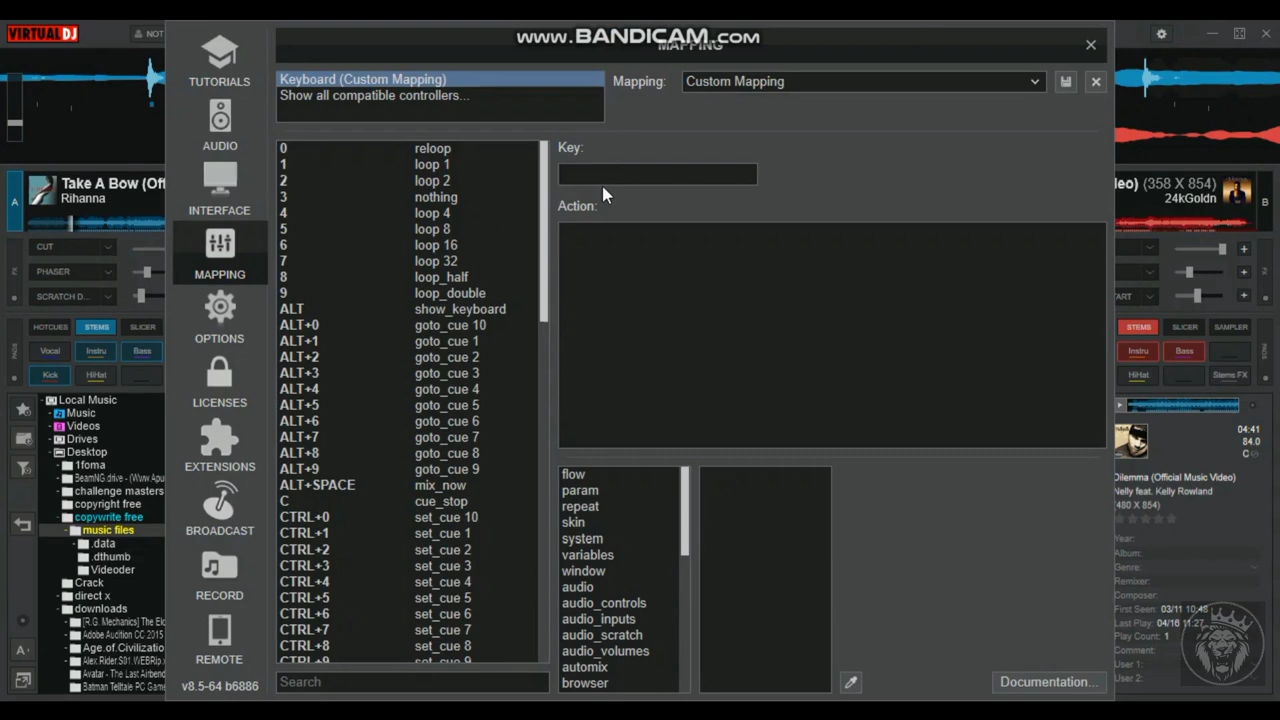 www.BANDICAM.com
VIRTUAL DJ
NOT
MAPPING
TUTORIALS
AUDIO
INTERFACE
MAPPING
OPTIONS
LICENSES
EXTENSIONS
BROADCAST
RECORD
REMOTE
v8.5-64 b6886
Keyboard (Custom Mapping)
Show all compatible controllers...
Mapping:
Custom Mapping
0 reloop
1 loop 1
2 loop 2
3 nothing
4 loop 4
5 loop 8
6 loop 16
7 loop 32
8 loop_half
9 loop_double
ALT show_keyboard
ALT+0 goto_cue 10
ALT+1 goto_cue 1
ALT+2 goto_cue 2
ALT+3 goto_cue 3
ALT+4 goto_cue 4
ALT+5 goto_cue 5
ALT+6 goto_cue 6
ALT+7 goto_cue 7
ALT+8 goto_cue 8
ALT+9 goto_cue 9
ALT+SPACE mix_now
C cue_stop
CTRL+0 set_cue 10
CTRL+1 set_cue 1
CTRL+2 set_cue 2
CTRL+3 set_cue 3
CTRL+4 set_cue 4
CTRL+5 set_cue 5
CTRL+6 set_cue 6
CTRL+7 set_cue 7
CTRL+8 set_cue 8
CTRL+9 set_cue 9
Search
Key:
Action:
flow
param
repeat
skin
system
variables
window
audio
audio_controls
audio_inputs
audio_scratch
audio_volumes
automix
browser
Documentation...
A
Take A Bow (Of
Rihanna
CUT
FX
PHASER
SCRATCH D...
HOTCUES STEMS SLICER
PADS
Vocal Instru Bass
Kick HiHat
Local Music
Music
Videos
Drives
Desktop
1foma
BeamNG.drive - (Www.Apu
challenge masters
copyright free
copywrite free
music files
.data
.dthumb
Videoder
Crack
direct x
downloads
[R.G. Mechanics] The El
Adobe Audition CC 2015
Age.of.Civilizatio
Alex Rider.S01.WEBRip.x
Avatar - The Last Airben
Batman Telltale PC Game
A
leo) (358 X 854)
24kGoldn
B
FX
ART
STEMS SLICER SAMPLER
PADS
Instru Bass
HiHat Stems FX
04:41
84.0
C
Dilemma (Official Music Video)
Nelly feat. Kelly Rowland
(480 X 854)
Year:
Album:
Genre:
Remixer:
Composer:
First Seen: 03/11 10:48
Last Play: 04/16 11:27
Play Count: 1
Comment:
User 1:
User 2: